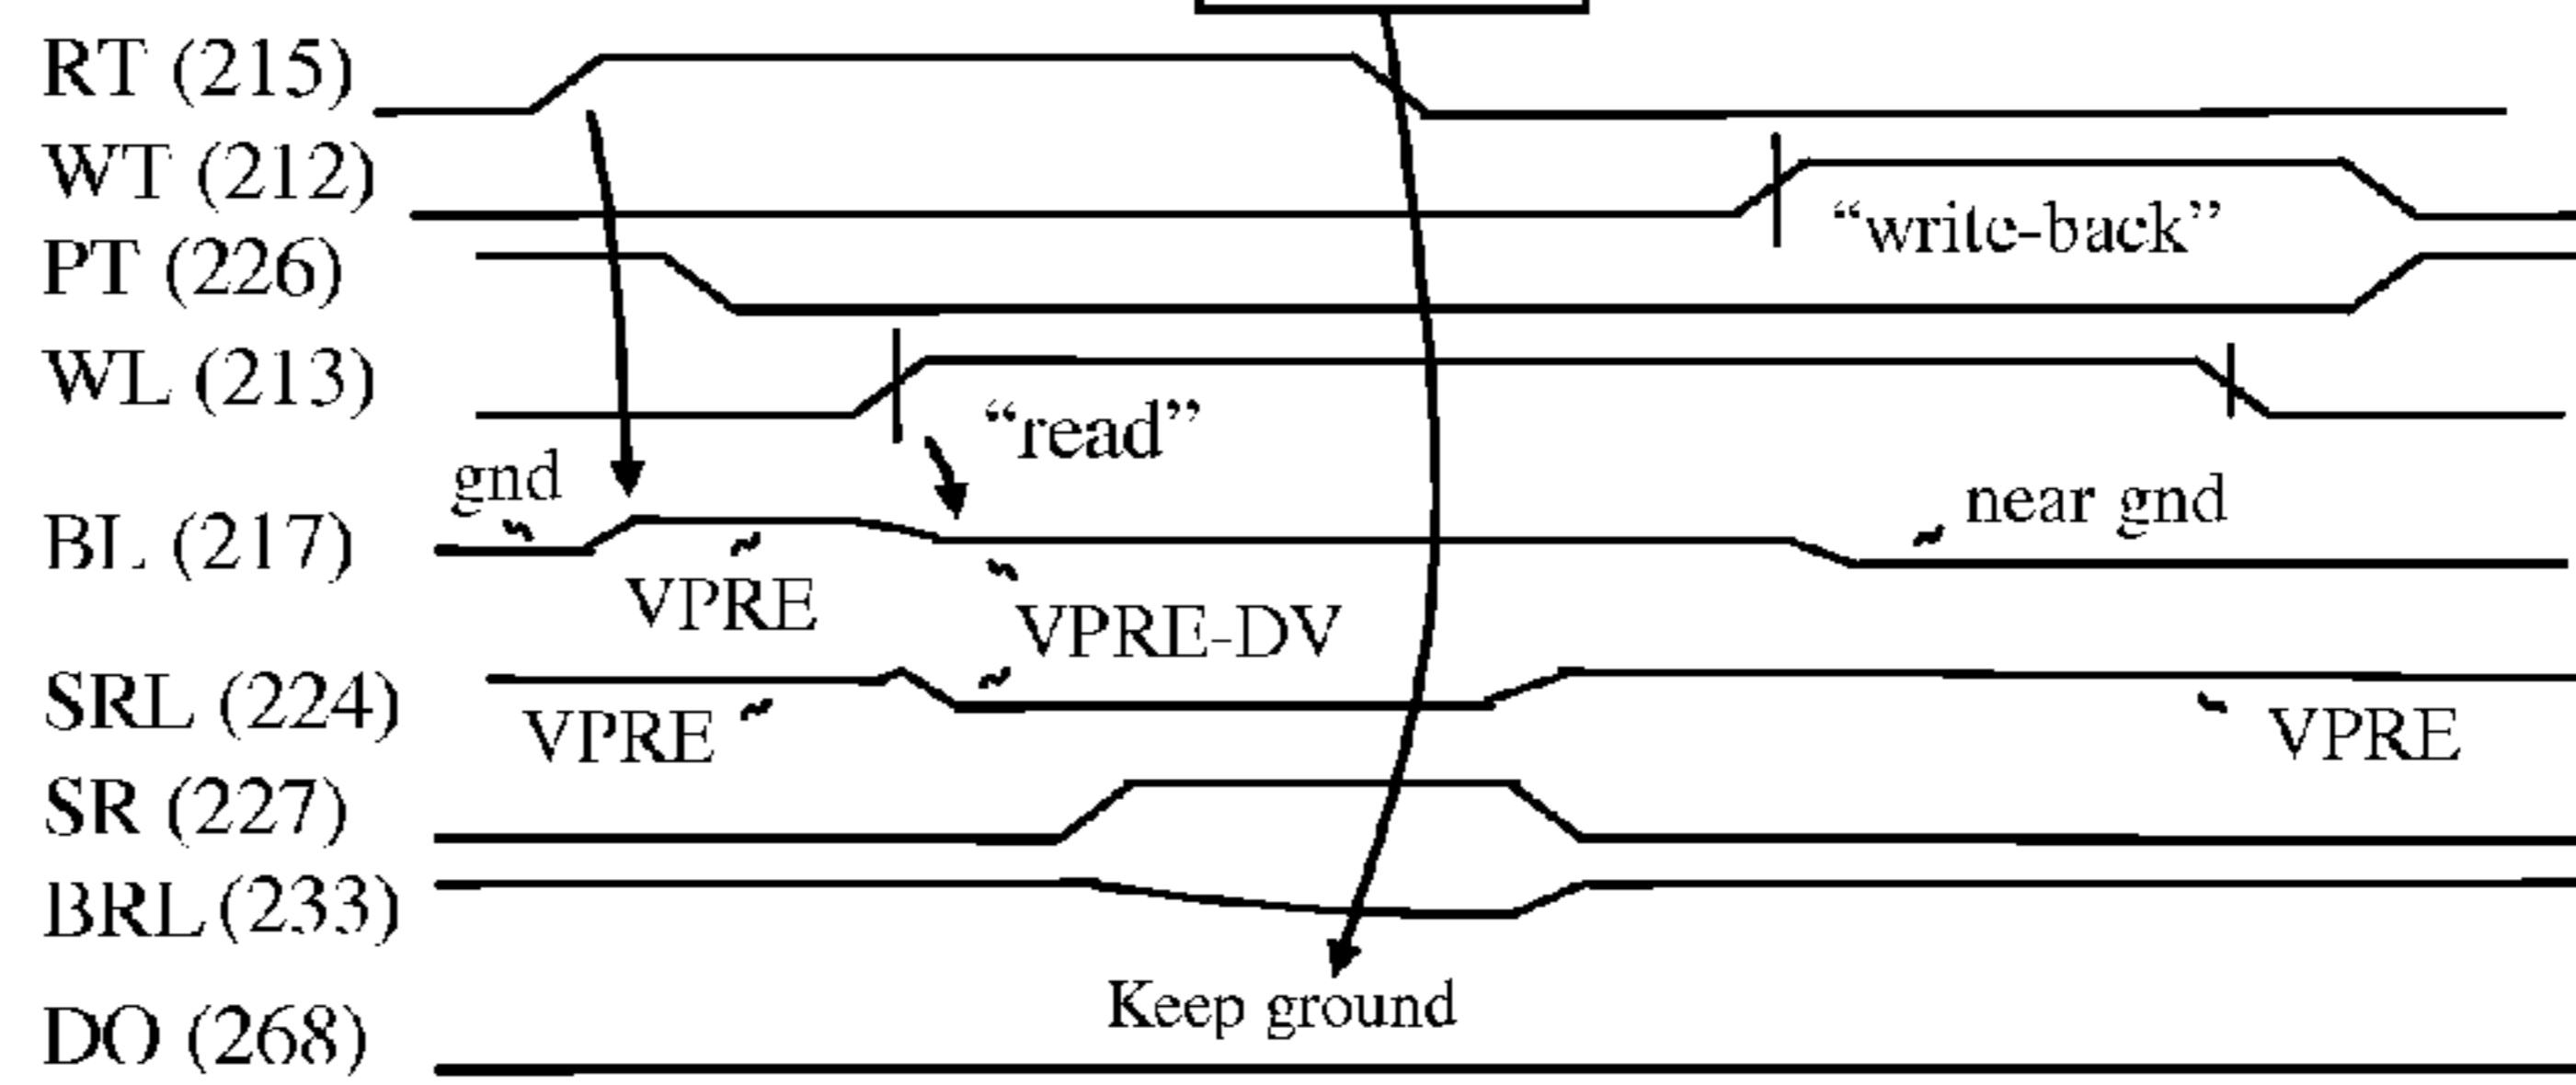 RT (215)
WT (212)
“write-back”
PT (226)
WL (213)
“read”
gnd
near gnd
BL (217)
VPRE
VPRE-DV
SRL (224)
VPRE
VPRE
SR (227)
BRL (233)
Keep ground
DO (268)